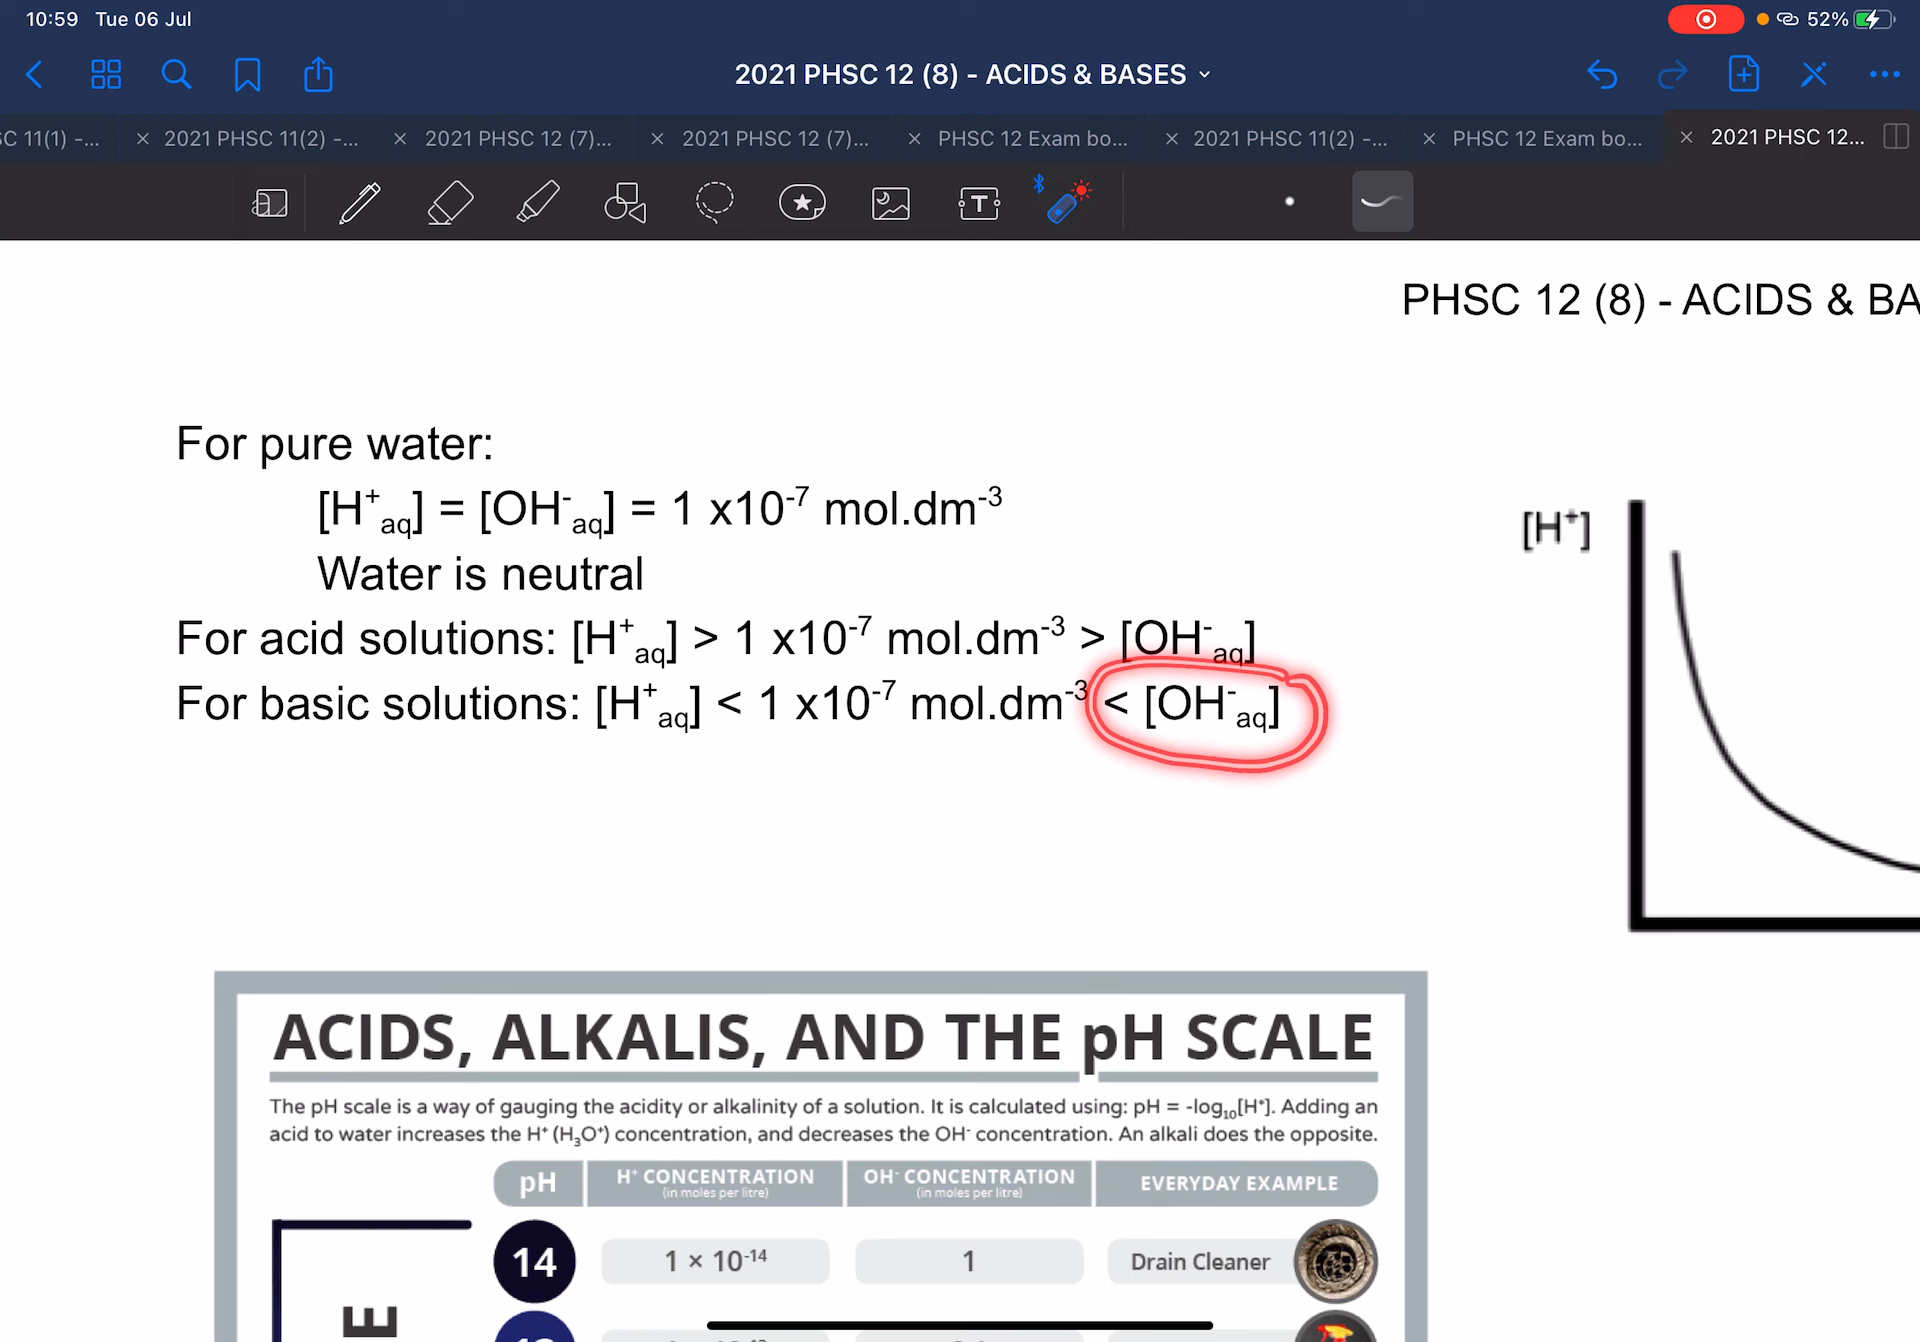 10:59 Tue 06 Jul
52%
2021 PHSC 12 (8) - ACIDS & BASES
SC 11(1) -...
2021 PHSC 11(2) -...
2021 PHSC 12 (7)...
2021 PHSC 12 (7)...
PHSC 12 Exam bo...
2021 PHSC 11(2) -...
PHSC 12 Exam bo...
2021 PHSC 12...
PHSC 12 (8) - ACIDS & BA
For pure water:
[H⁺aq] = [OH⁻aq] = 1 x10⁻⁷ mol.dm⁻³
Water is neutral
For acid solutions: [H⁺aq] > 1 x10⁻⁷ mol.dm⁻³ > [OH⁻aq]
For basic solutions: [H⁺aq] < 1 x10⁻⁷ mol.dm⁻³ < [OH⁻aq]
[H⁺]
ACIDS, ALKALIS, AND THE pH SCALE
The pH scale is a way of gauging the acidity or alkalinity of a solution. It is calculated using: pH = -log₁₀[H⁺]. Adding an
acid to water increases the H⁺ (H₃O⁺) concentration, and decreases the OH⁻ concentration. An alkali does the opposite.
pH
H⁺ CONCENTRATION
(in moles per litre)
OH⁻ CONCENTRATION
(in moles per litre)
EVERYDAY EXAMPLE
14
1 × 10⁻¹⁴
1
Drain Cleaner
E